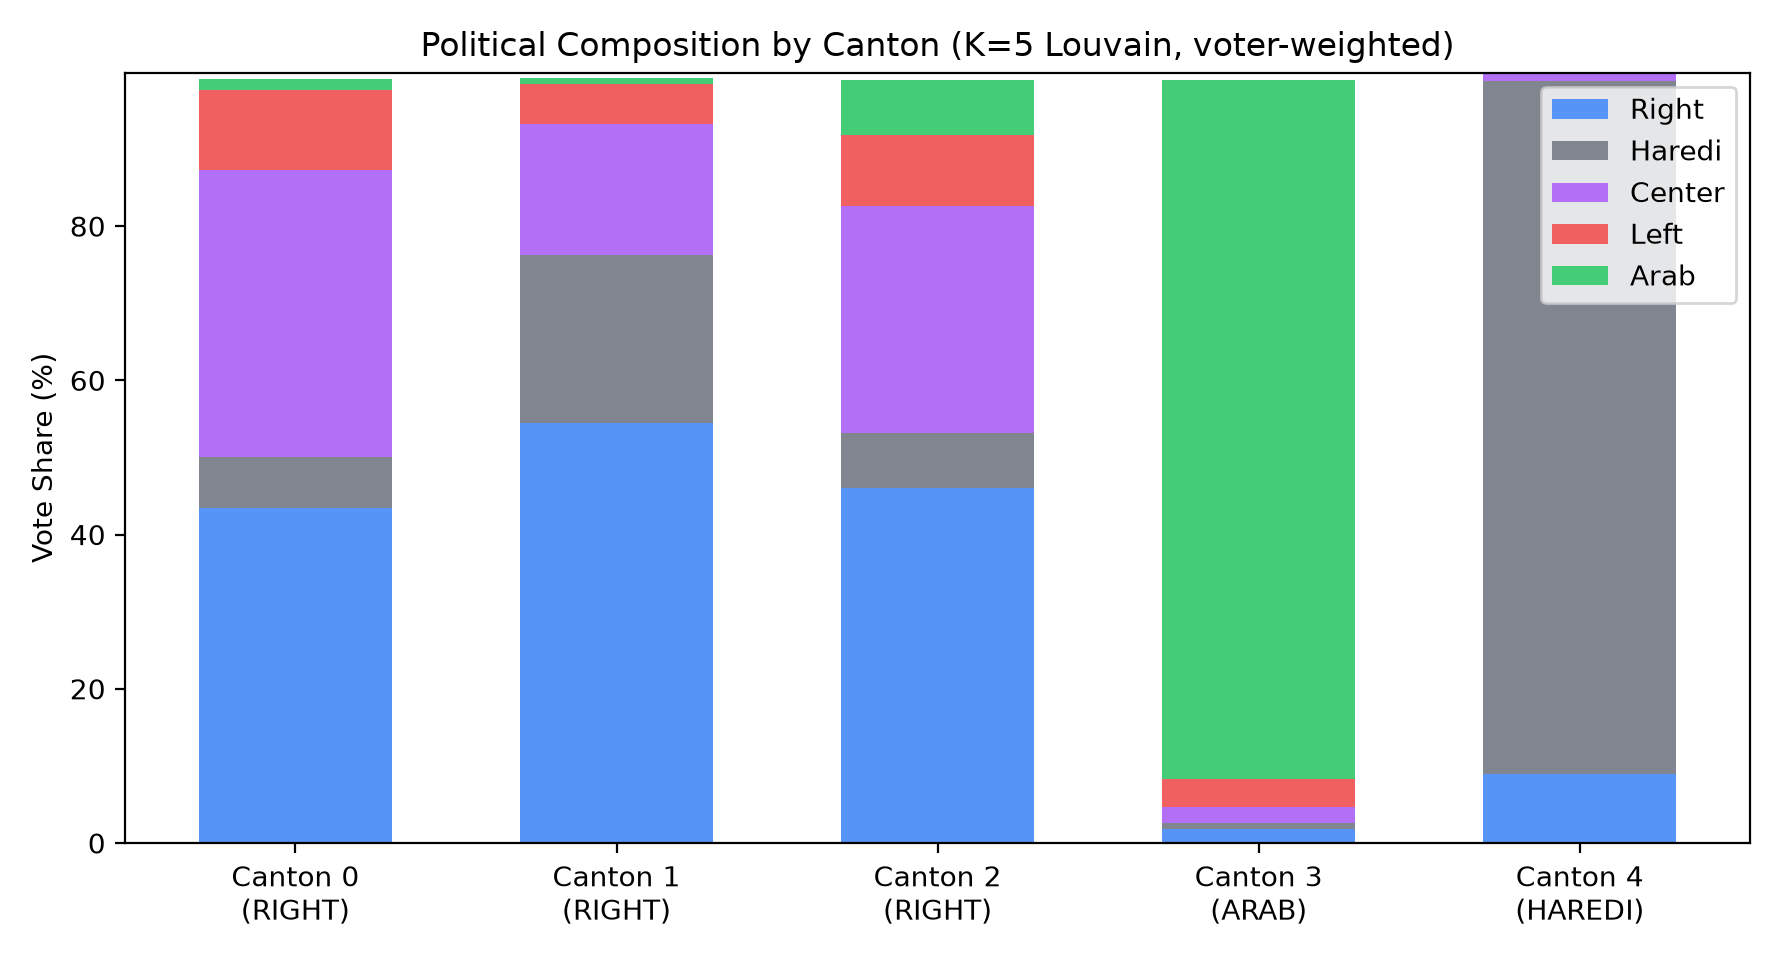 Political Composition by Canton (K=5 Louvain, voter-weighted)
Right
Haredi
Center
Left
Arab
Vote Share (%)
80
60
40
20
0
Canton 0
(RIGHT)
Canton 1
(RIGHT)
Canton 2
(RIGHT)
Canton 3
(ARAB)
Canton 4
(HAREDI)